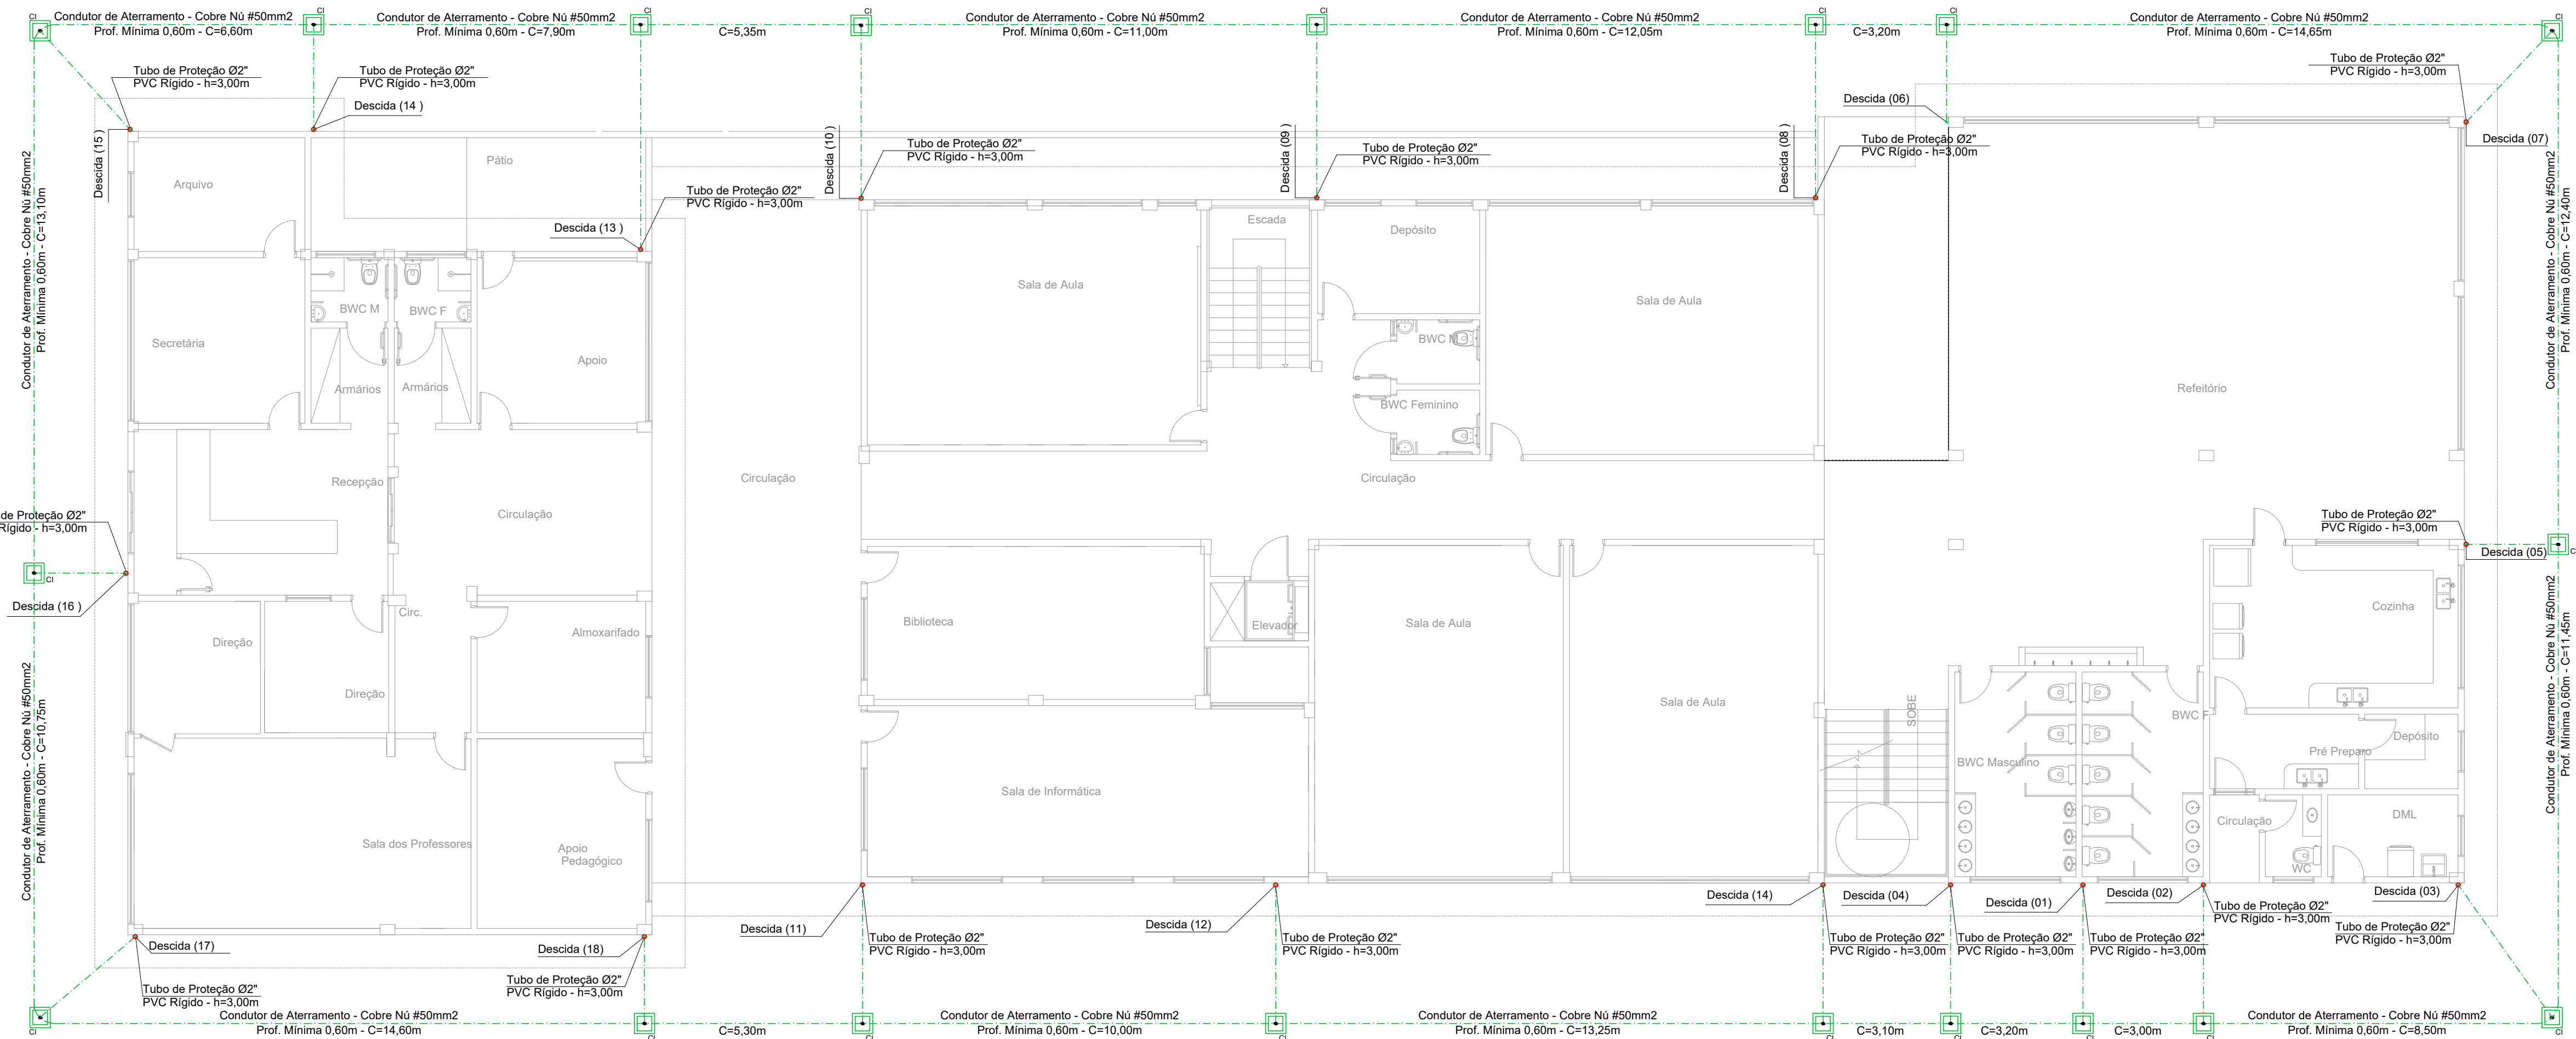 CI
CI
CI
CI
CI
CI
CI
CI
Condutor de Aterramento - Cobre Nú #50mm2
Prof. Mínima 0,60m - C=6,60m
Condutor de Aterramento - Cobre Nú #50mm2
Prof. Mínima 0,60m - C=7,90m
C=5,35m
Condutor de Aterramento - Cobre Nú #50mm2
Prof. Mínima 0,60m - C=11,00m
Condutor de Aterramento - Cobre Nú #50mm2
Prof. Mínima 0,60m - C=12,05m
C=3,20m
Condutor de Aterramento - Cobre Nú #50mm2
Prof. Mínima 0,60m - C=14,65m
Tubo de Proteção Ø2"
PVC Rígido - h=3,00m
Tubo de Proteção Ø2"
PVC Rígido - h=3,00m
Descida (14 )
Descida (15 )
Tubo de Proteção Ø2"
PVC Rígido - h=3,00m
Descida (06)
Descida (07)
Descida (10 )
Tubo de Proteção Ø2"
PVC Rígido - h=3,00m
Descida (09 )
Tubo de Proteção Ø2"
PVC Rígido - h=3,00m
Descida (08 )
Tubo de Proteção Ø2"
PVC Rígido - h=3,00m
Tubo de Proteção Ø2"
PVC Rígido - h=3,00m
Descida (13 )
Condutor de Aterramento - Cobre Nú #50mm2
Prof. Mínima 0,60m - C=13,10m
Condutor de Aterramento - Cobre Nú #50mm2
Prof. Mínima 0,60m - C=12,40m
Arquivo
Pátio
Escada
Depósito
Sala de Aula
Sala de Aula
BWC M
BWC F
Secretária
Apoio
Armários
Armários
BWC M
BWC Feminino
Refeitório
Recepção
Circulação
Circulação
Circulação
de Proteção Ø2"
Rígido - h=3,00m
CI
Descida (16 )
Tubo de Proteção Ø2"
PVC Rígido - h=3,00m
Descida (05)
Circ.
Direção
Almoxarifado
Biblioteca
Elevador
Sala de Aula
Cozinha
Direção
Sala de Aula
SOBE
BWC F
Depósito
Pré Preparo
BWC Masculino
Sala de Informática
Circulação
DML
WC
Sala dos Professores
Apoio
Pedagógico
Condutor de Aterramento - Cobre Nú #50mm2
Prof. Mínima 0,60m - C=10,75m
Condutor de Aterramento - Cobre Nú #50mm2
Prof. Mínima 0,60m - C=11,45m
Descida (14)
Descida (04)
Descida (01)
Descida (02)
Descida (03)
Descida (11)
Descida (12)
Descida (17)
Descida (18)
Tubo de Proteção Ø2"
PVC Rígido - h=3,00m
Tubo de Proteção Ø2"
PVC Rígido - h=3,00m
Tubo de Proteção Ø2"
PVC Rígido - h=3,00m
Tubo de Proteção Ø2"
PVC Rígido - h=3,00m
Tubo de Proteção Ø2"
PVC Rígido - h=3,00m
Tubo de Proteção Ø2"
PVC Rígido - h=3,00m
Tubo de Proteção Ø2"
PVC Rígido - h=3,00m
Tubo de Proteção Ø2"
PVC Rígido - h=3,00m
Tubo de Proteção Ø2"
PVC Rígido - h=3,00m
Condutor de Aterramento - Cobre Nú #50mm2
Prof. Mínima 0,60m - C=14,60m
C=5,30m
Condutor de Aterramento - Cobre Nú #50mm2
Prof. Mínima 0,60m - C=10,00m
Condutor de Aterramento - Cobre Nú #50mm2
Prof. Mínima 0,60m - C=13,25m
C=3,10m
C=3,20m
C=3,00m
Condutor de Aterramento - Cobre Nú #50mm2
Prof. Mínima 0,60m - C=8,50m
CI
CI
CI
CI
CI
CI
CI
CI
CI